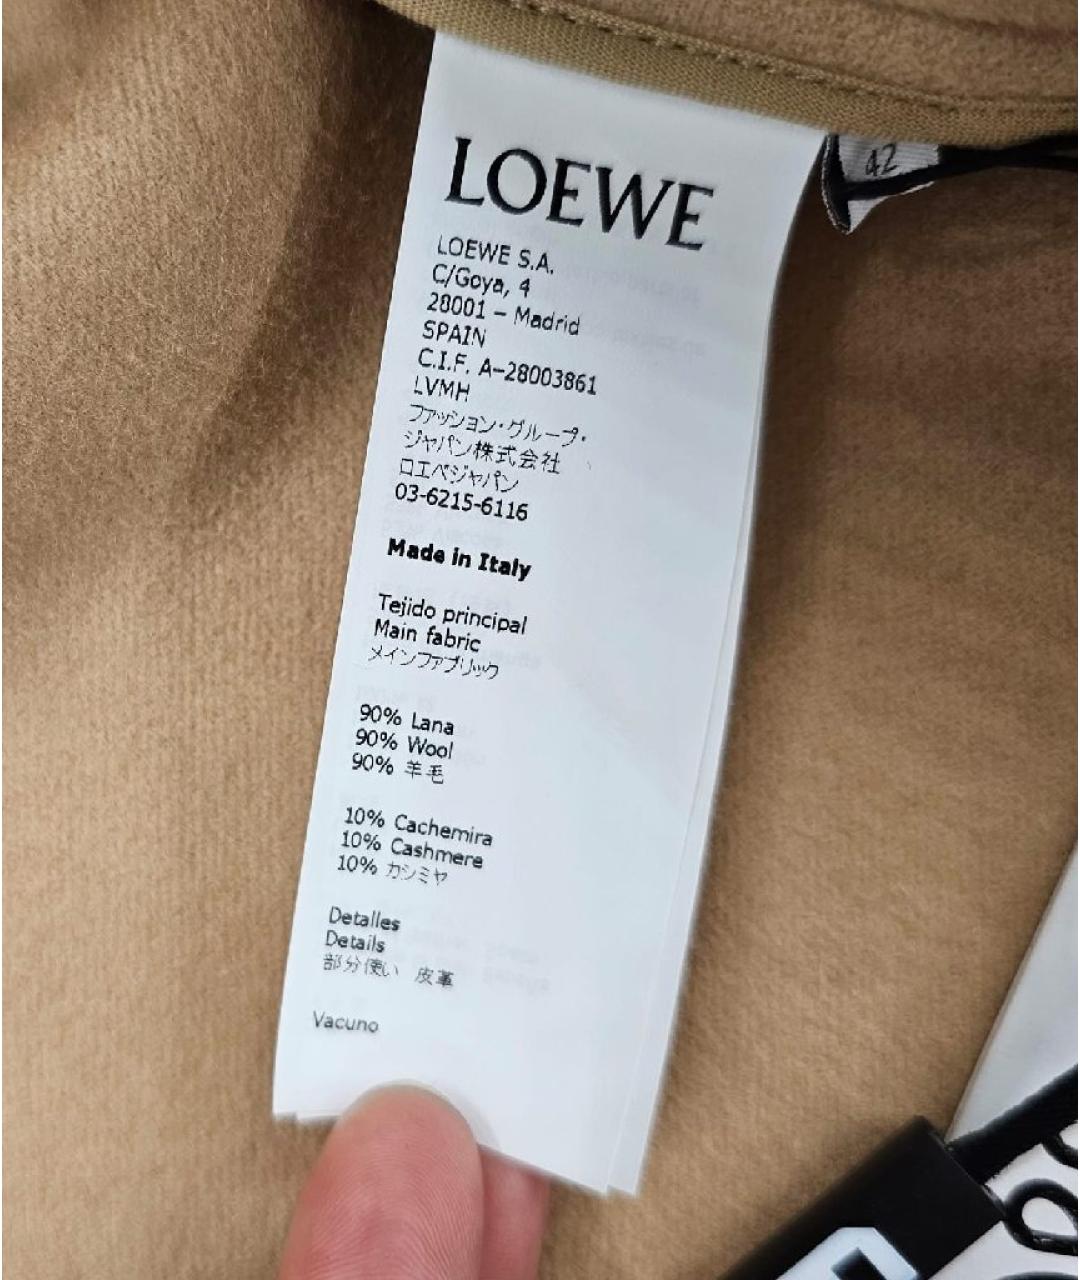 LOEWE
LOEWE S.A.
C/Goya, 4
28001 – Madrid
SPAIN
C.I.F. A-28003861
LVMH
ファッション・グループ・
ジャパン株式会社
ロエベジャパン
03-6215-6116
Made in Italy
Tejido principal
Main fabric
メインファブリック
90% Lana
90% Wool
90% 羊毛
10% Cachemira
10% Cashmere
10% カシミヤ
Detalles
Details
部分使い 皮革
Vacuno
42